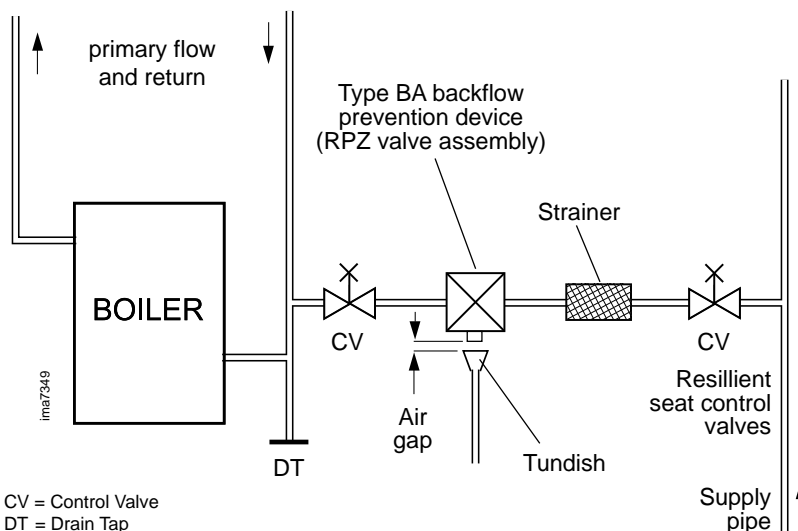 primary flow
and return
Type BA backflow
prevention device
(RPZ valve assembly)
Strainer
BOILER
CV
CV
Resillient
seat control
valves
Air
gap
Tundish
DT
ima7349
CV = Control Valve
DT = Drain Tap
Supply
pipe